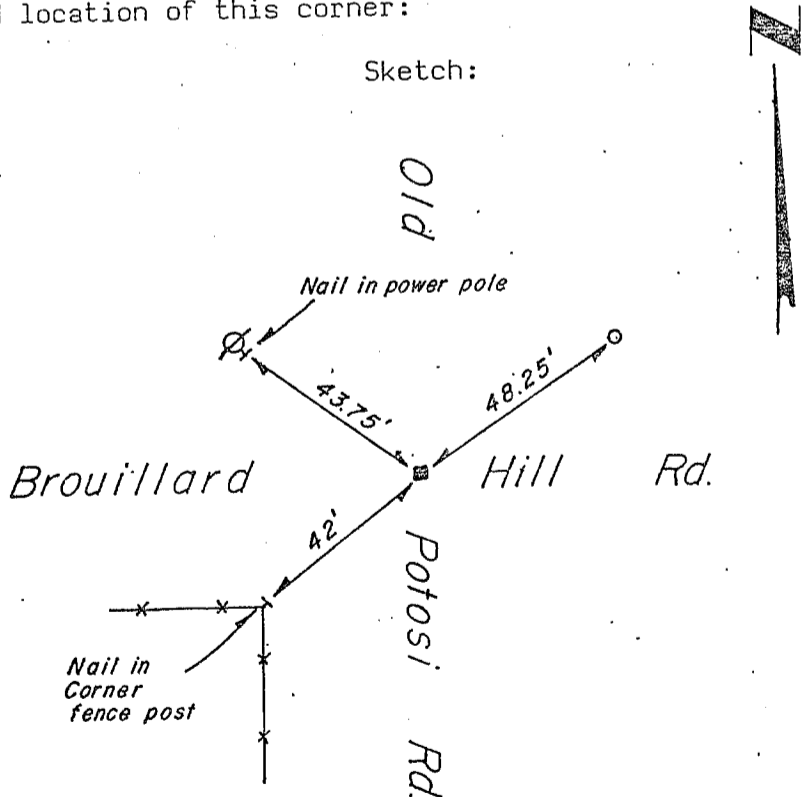 location of this corner:
Sketch:
N
Old
Nail in power pole
43.75'
48.25'
Brouillard Hill Rd.
42'
Potosi Rd.
Nail in
Corner
fence post